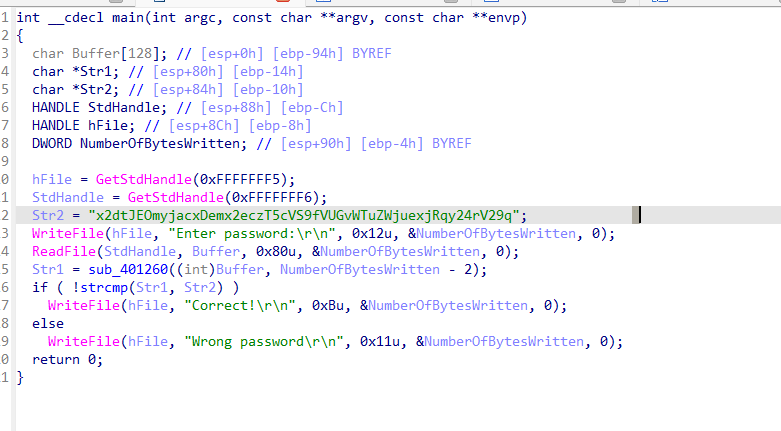 1 int __cdecl main(int argc, const char **argv, const char **envp)
2 {
3 char Buffer[128]; // [esp+0h] [ebp-94h] BYREF
4 char *Str1; // [esp+80h] [ebp-14h]
5 char *Str2; // [esp+84h] [ebp-10h]
6 HANDLE StdHandle; // [esp+88h] [ebp-Ch]
7 HANDLE hFile; // [esp+8Ch] [ebp-8h]
8 DWORD NumberOfBytesWritten; // [esp+90h] [ebp-4h] BYREF
9
0 hFile = GetStdHandle(0xFFFFFFF5);
1 StdHandle = GetStdHandle(0xFFFFFFF6);
2 Str2 = "x2dtJEOmyjacxDemx2eczT5cVS9fVUGvWTuZWjuexjRqy24rV29q";
3 WriteFile(hFile, "Enter password:\r\n", 0x12u, &NumberOfBytesWritten, 0);
4 ReadFile(StdHandle, Buffer, 0x80u, &NumberOfBytesWritten, 0);
5 Str1 = sub_401260((int)Buffer, NumberOfBytesWritten - 2);
6 if ( !strcmp(Str1, Str2) )
7 WriteFile(hFile, "Correct!\r\n", 0xBu, &NumberOfBytesWritten, 0);
8 else
9 WriteFile(hFile, "Wrong password\r\n", 0x11u, &NumberOfBytesWritten, 0);
0 return 0;
1 }